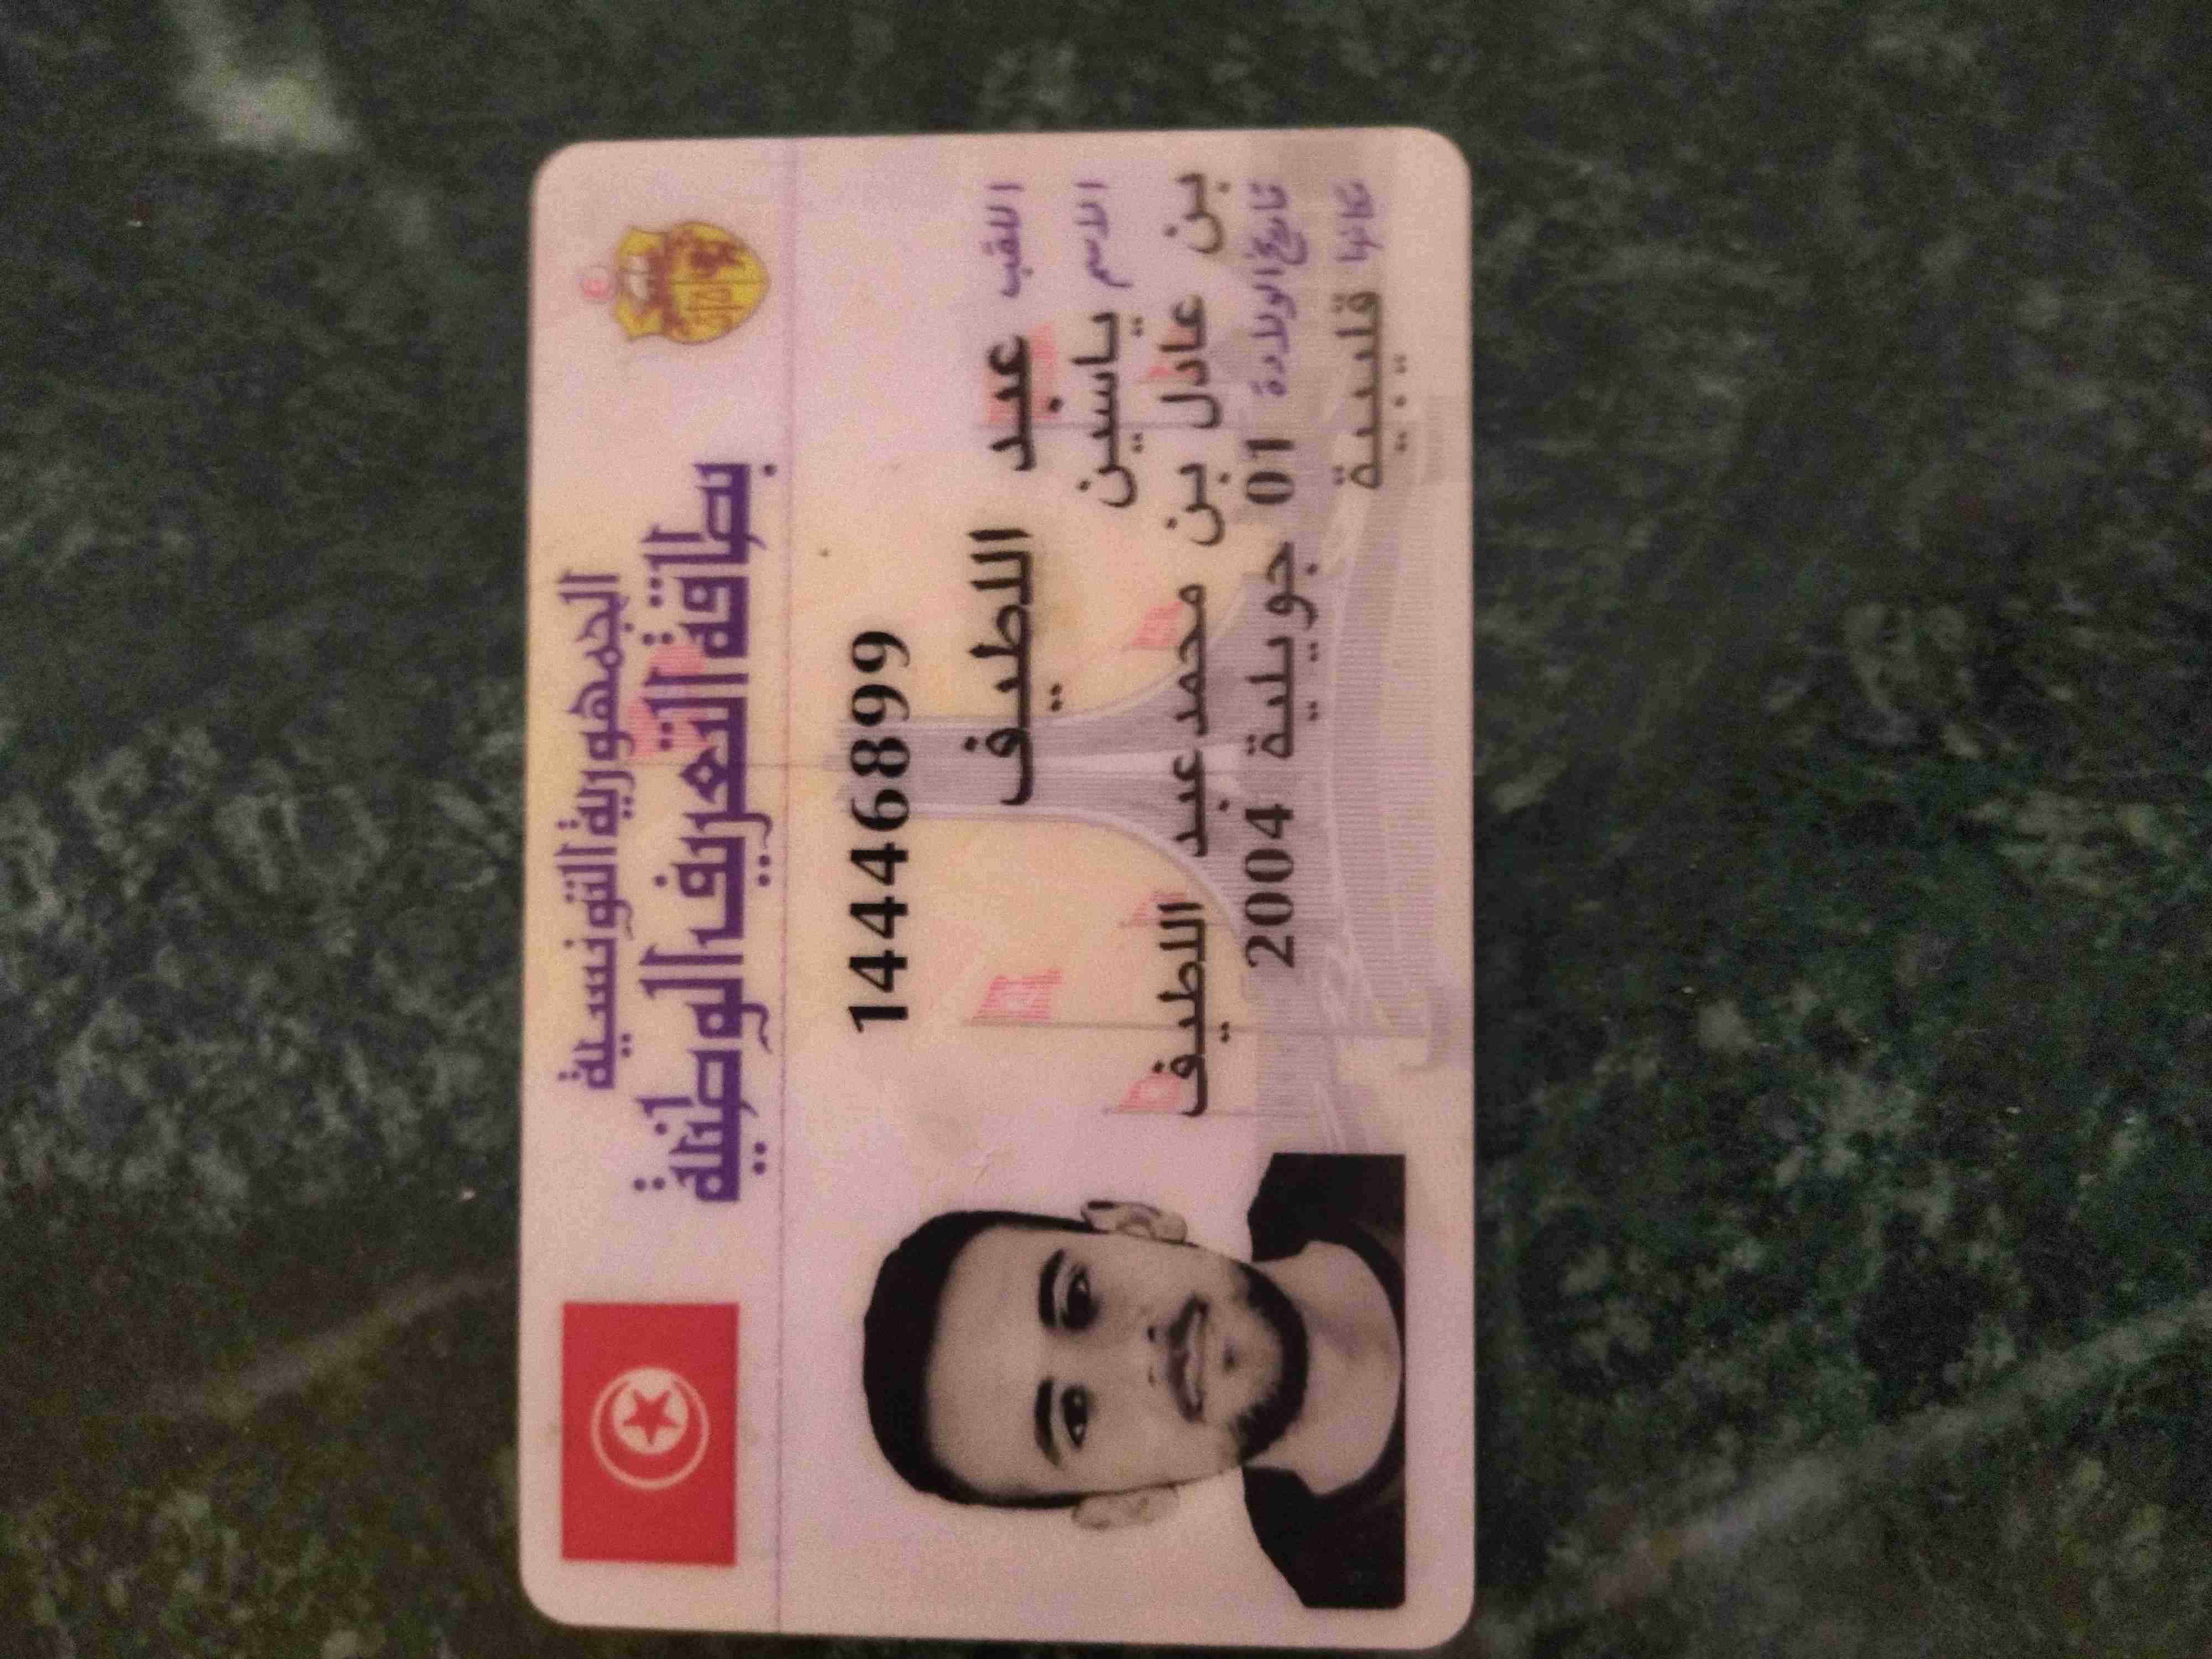 الجمهورية التونسية
بطاقة التعريف الوطنية
14446899
اللقب عبد اللطيف
الاسم ياسين
بن عادل بن محمد عبد اللطيف
تاريخ الولادة 01 جويلية 2004
مكانها قليبية